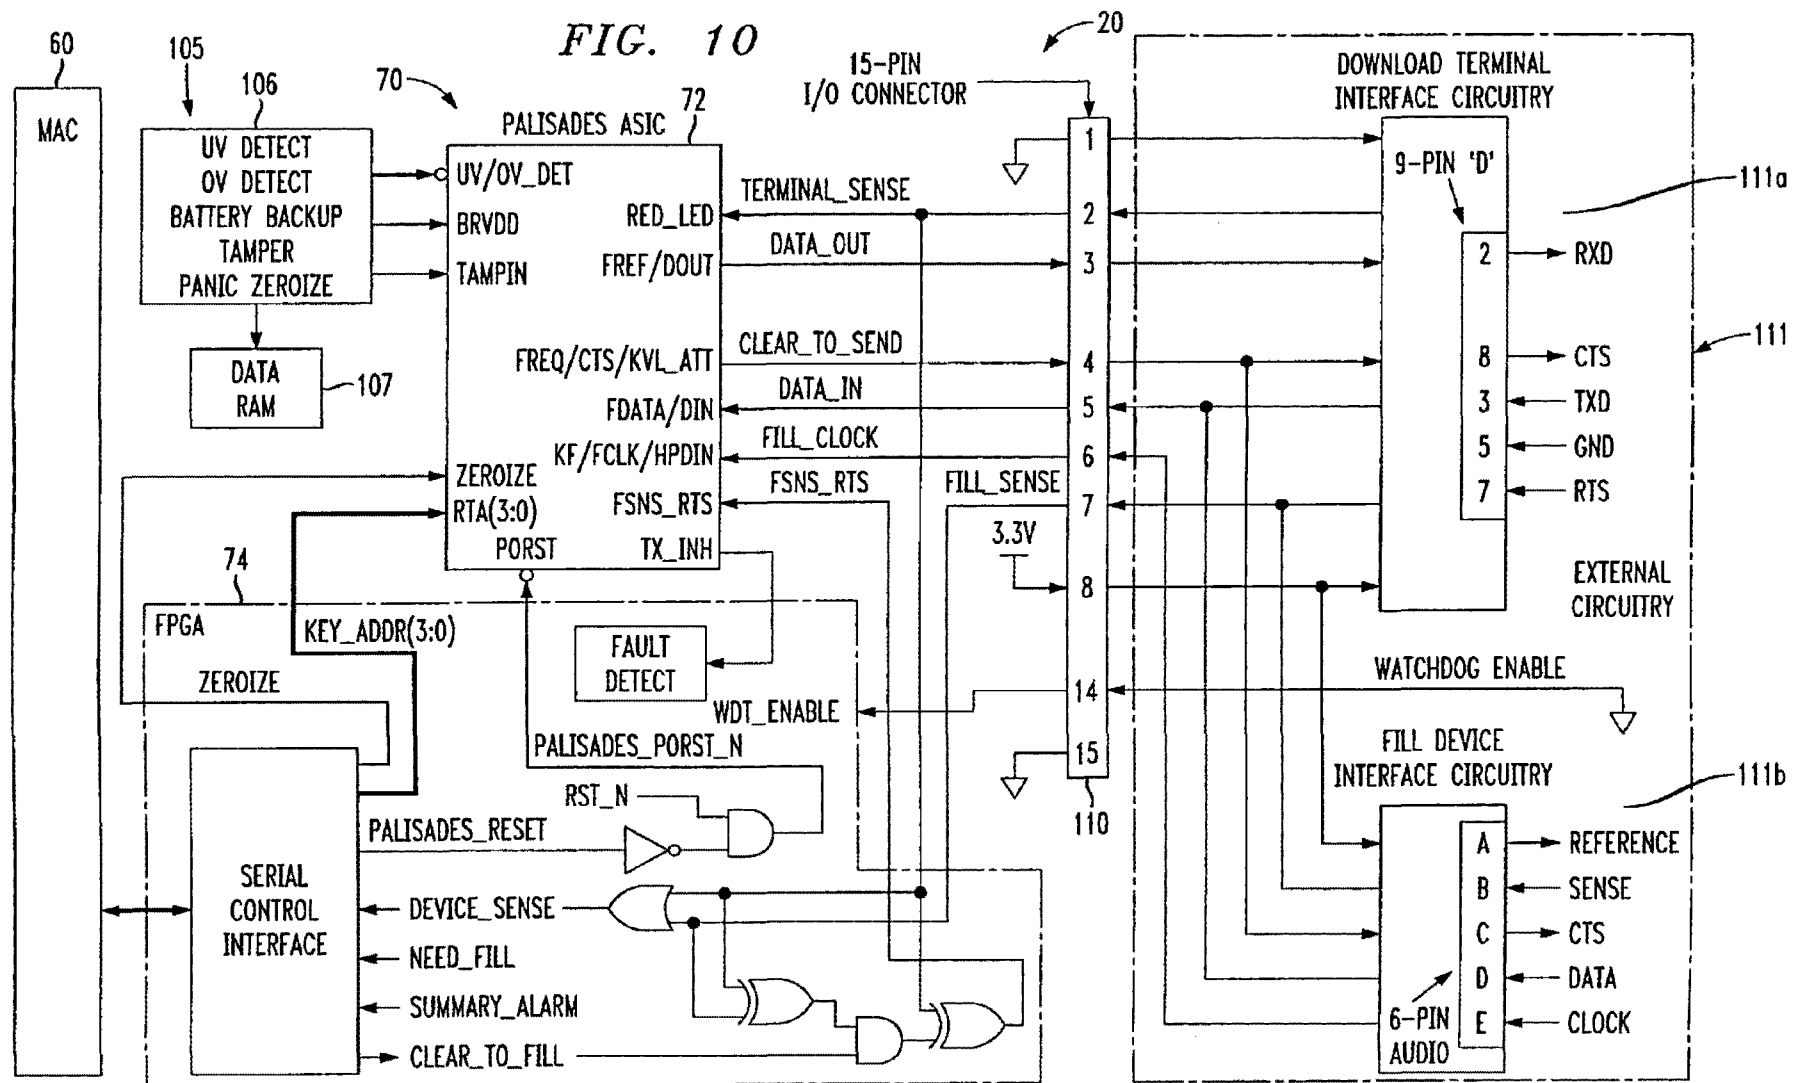 FIG. 10
60
MAC
105
106
UV DETECT
OV DETECT
BATTERY BACKUP
TAMPER
PANIC ZEROIZE
DATA
RAM
107
70
PALISADES ASIC
72
UV/OV_DET
BRVDD
TAMPIN
RED_LED
FREF/DOUT
FREQ/CTS/KVL_ATT
FDATA/DIN
KF/FCLK/HPDIN
ZEROIZE
RTA(3:0)
FSNS_RTS
PORST
TX_INH
TERMINAL_SENSE
DATA_OUT
CLEAR_TO_SEND
DATA_IN
FILL_CLOCK
FSNS_RTS
FILL_SENSE
3.3V
20
15-PIN
I/O CONNECTOR
1
2
3
4
5
6
7
8
14
15
110
DOWNLOAD TERMINAL
INTERFACE CIRCUITRY
9-PIN 'D'
111a
2 RXD
8 CTS
3 TXD
5 GND
7 RTS
111
EXTERNAL
CIRCUITRY
WATCHDOG ENABLE
FILL DEVICE
INTERFACE CIRCUITRY
111b
A REFERENCE
B SENSE
C CTS
D DATA
E CLOCK
6-PIN
AUDIO
74
FPGA
KEY_ADDR(3:0)
ZEROIZE
FAULT
DETECT
WDT_ENABLE
PALISADES_PORST_N
RST_N
PALISADES_RESET
SERIAL
CONTROL
INTERFACE
DEVICE_SENSE
NEED_FILL
SUMMARY_ALARM
CLEAR_TO_FILL